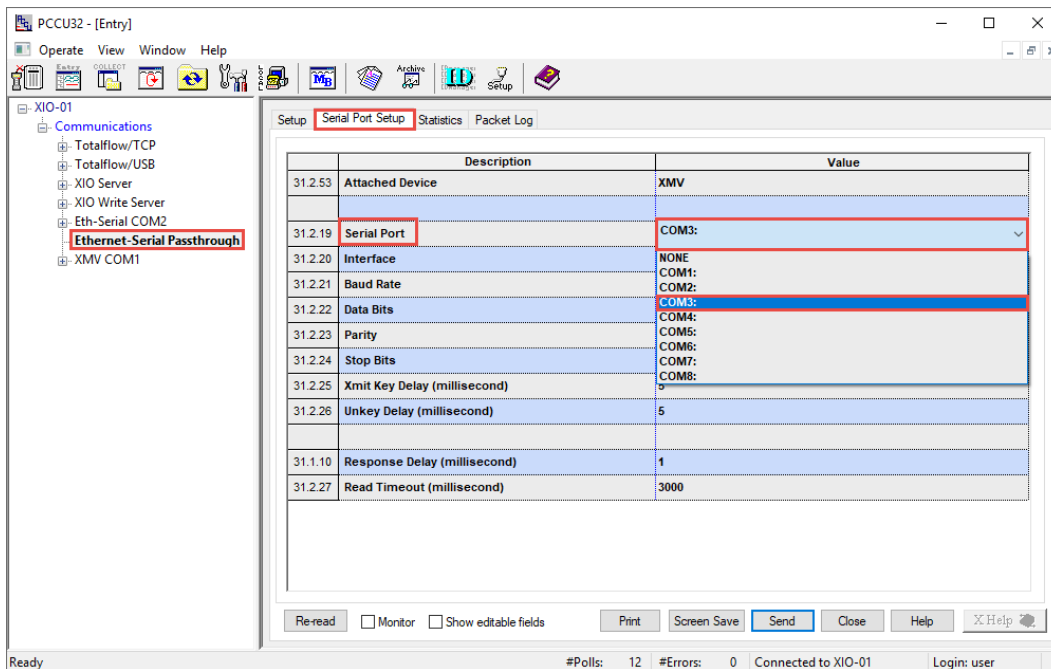 PCCU32 - [Entry]
Operate View Window Help
Entry COLLECT MB Archive ED Setup
XIO-01
Communications
Totalflow/TCP
Totalflow/USB
XIO Server
XIO Write Server
Eth-Serial COM2
Ethernet-Serial Passthrough
XMV COM1
Setup Serial Port Setup Statistics Packet Log
Description Value
31.2.53 Attached Device XMV
31.2.19 Serial Port COM3:
31.2.20 Interface
31.2.21 Baud Rate
31.2.22 Data Bits
31.2.23 Parity
31.2.24 Stop Bits
31.2.25 Xmit Key Delay (millisecond) 5
31.2.26 Unkey Delay (millisecond) 5
31.1.10 Response Delay (millisecond) 1
31.2.27 Read Timeout (millisecond) 3000
NONE
COM1:
COM2:
COM3:
COM4:
COM5:
COM6:
COM7:
COM8:
Re-read Monitor Show editable fields Print Screen Save Send Close Help X Help
Ready #Polls: 12 #Errors: 0 Connected to XIO-01 Login: user